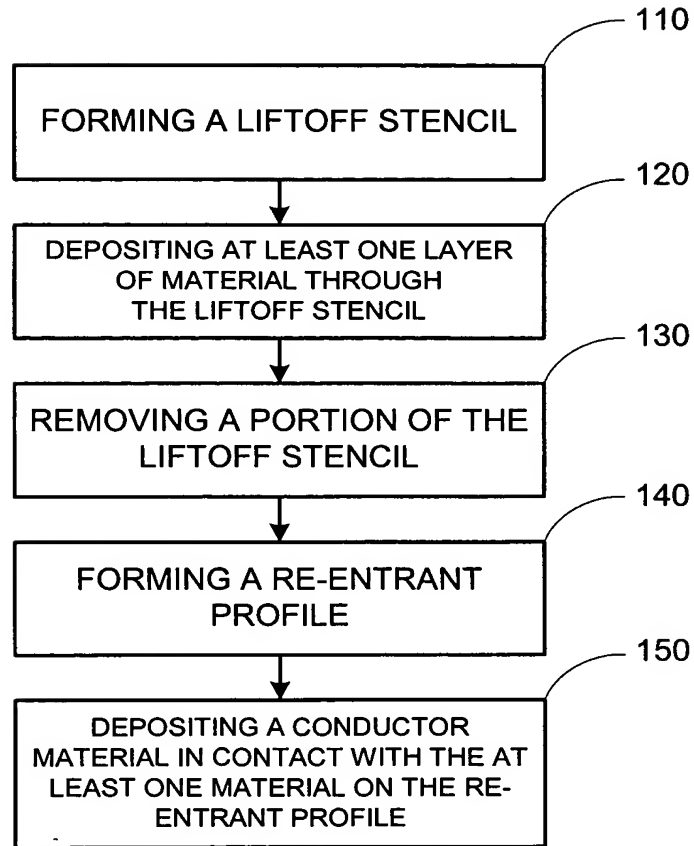 110
FORMING A LIFTOFF STENCIL
120
DEPOSITING AT LEAST ONE LAYER
OF MATERIAL THROUGH
THE LIFTOFF STENCIL
130
REMOVING A PORTION OF THE
LIFTOFF STENCIL
140
FORMING A RE-ENTRANT
PROFILE
150
DEPOSITING A CONDUCTOR
MATERIAL IN CONTACT WITH THE AT
LEAST ONE MATERIAL ON THE RE-
ENTRANT PROFILE